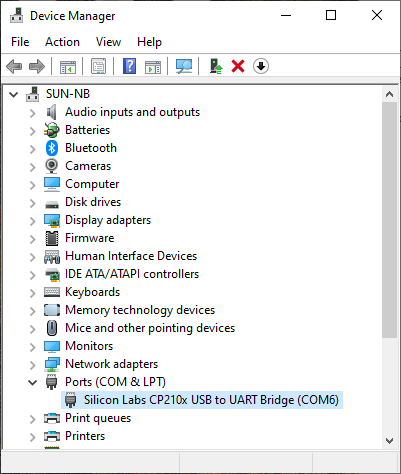 Device Manager
File Action View Help
SUN-NB
Audio inputs and outputs
Batteries
Bluetooth
Cameras
Computer
Disk drives
Display adapters
Firmware
Human Interface Devices
IDE ATA/ATAPI controllers
Keyboards
Memory technology devices
Mice and other pointing devices
Monitors
Network adapters
Ports (COM & LPT)
Silicon Labs CP210x USB to UART Bridge (COM6)
Print queues
Printers